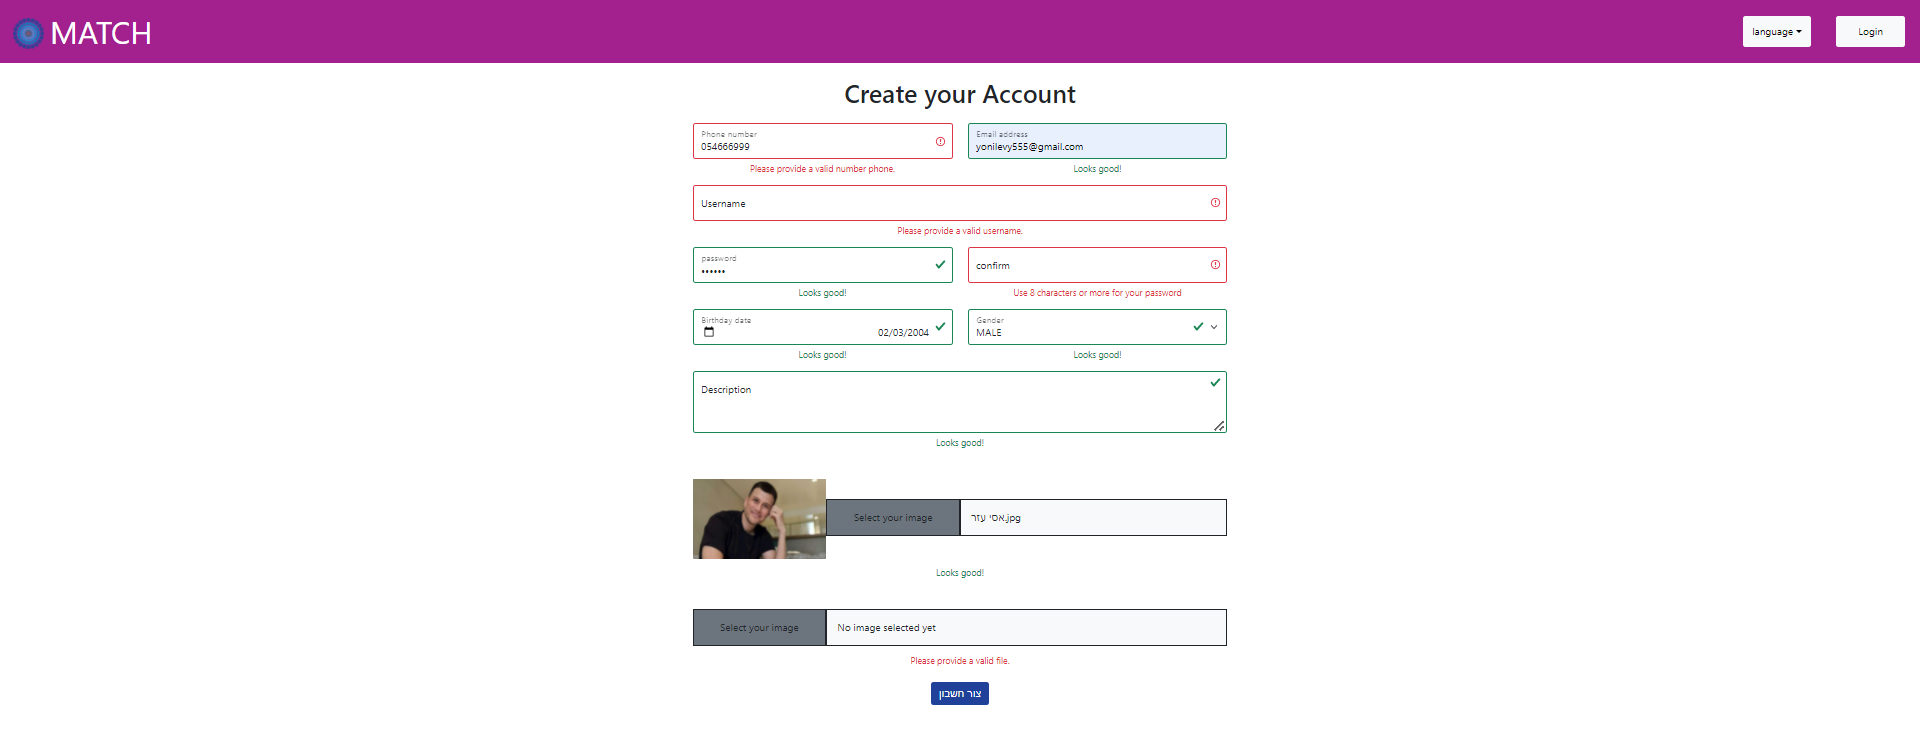 MATCH
language
Login
Create your Account
Phone number
054666999
Please provide a valid number phone.
Email address
yonilevy555@gmail.com
Looks good!
Username
Please provide a valid username.
password
••••••
Looks good!
confirm
Use 8 characters or more for your password
Birthday date
02/03/2004
Looks good!
Gender
MALE
Looks good!
Description
Looks good!
Select your image
אסי עזר.jpg
Looks good!
Select your image
No image selected yet
Please provide a valid file.
צור חשבון